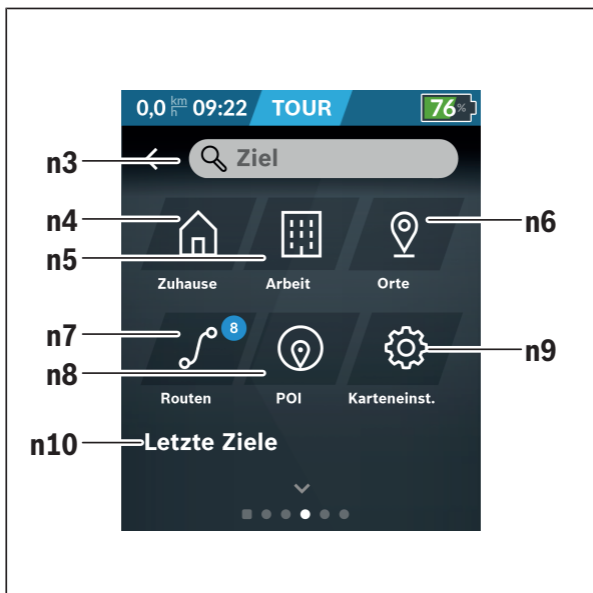 0,0 km/h 09:22 TOUR 76%
n3 Ziel
n4 n6
n5
Zuhause Arbeit Orte
n7 8
n9
n8
Routen POI Karteneinst.
n10 Letzte Ziele